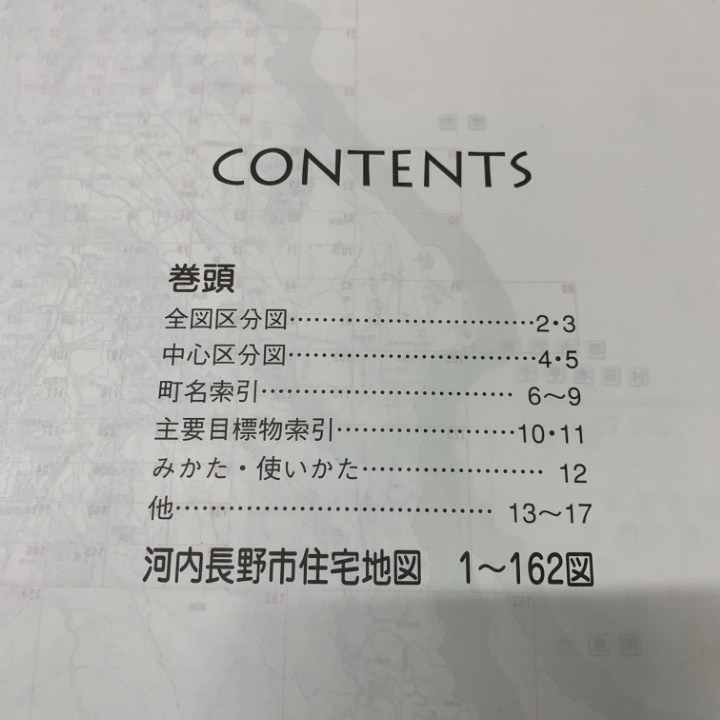 CONTENTS
巻頭
全図区分図……………………………2・3
中心区分図……………………………4・5
町名索引…………………………… 6〜9
主要目標物索引…………………10・11
みかた・使いかた………………… 12
他………………………………… 13〜17
河内長野市住宅地図 1〜162図